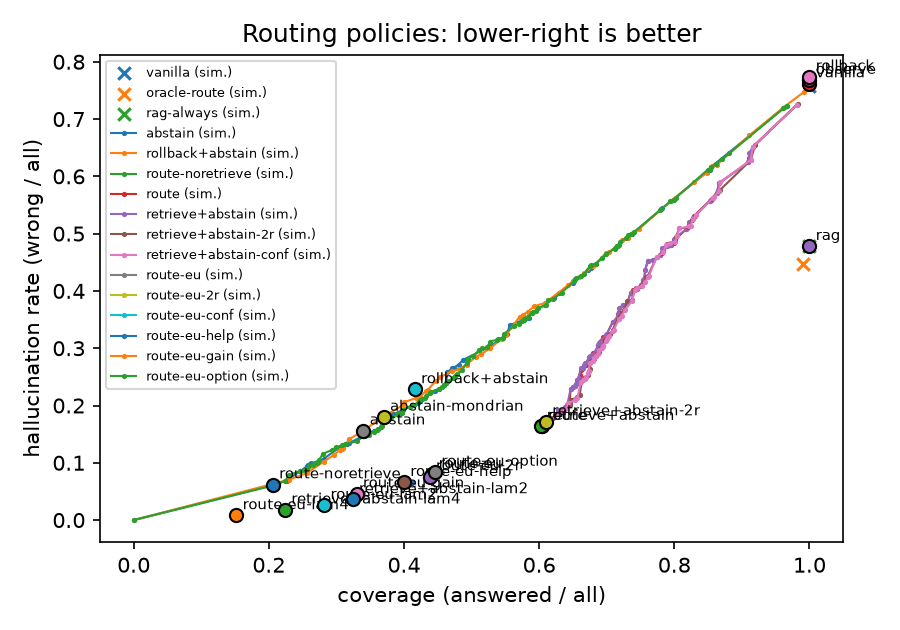 Routing policies: lower-right is better
hallucination rate (wrong / all)
0.8
0.7
0.6
0.5
0.4
0.3
0.2
0.1
0.0
vanilla (sim.)
oracle-route (sim.)
rag-always (sim.)
abstain (sim.)
rollback+abstain (sim.)
route-noretrieve (sim.)
route (sim.)
retrieve+abstain (sim.)
retrieve+abstain-2r (sim.)
retrieve+abstain-conf (sim.)
route-eu (sim.)
route-eu-2r (sim.)
route-eu-conf (sim.)
route-eu-help (sim.)
route-eu-gain (sim.)
route-eu-option (sim.)
rollback
observe
vanilla
rag
rollback+abstain
abstain-mondrian
abstain
retrieve+abstain-2r
retrieve+abstain
route-eu-option
route-noretrieve
retrieve+abstain-lam2
retrieve+abstain-lam4
route-eu-lam4
0.0
0.2
0.4
0.6
0.8
1.0
coverage (answered / all)